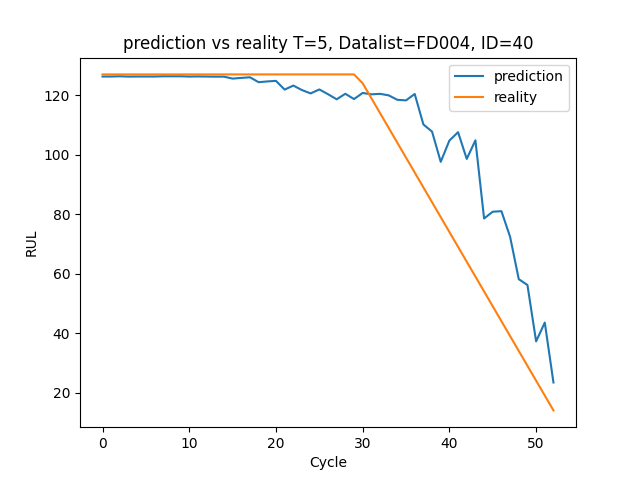 prediction vs reality T=5, Datalist=FD004, ID=40
prediction
reality
120
100
80
60
40
20
RUL
0 10 20 30 40 50
Cycle